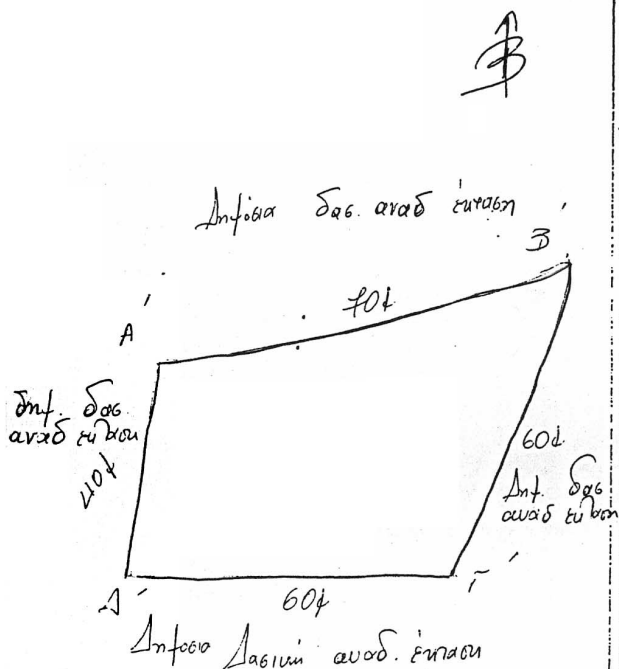 Β
Δημόσια δασ. αναδ έκταση
Β
70μ
Α
δημ. δασ.
αναδ έκταση
40μ
60μ
Δημ. δασ
αναδ έκταση
Δ
60μ
Γ
Δημοσια Δασική αναδ. έκταση